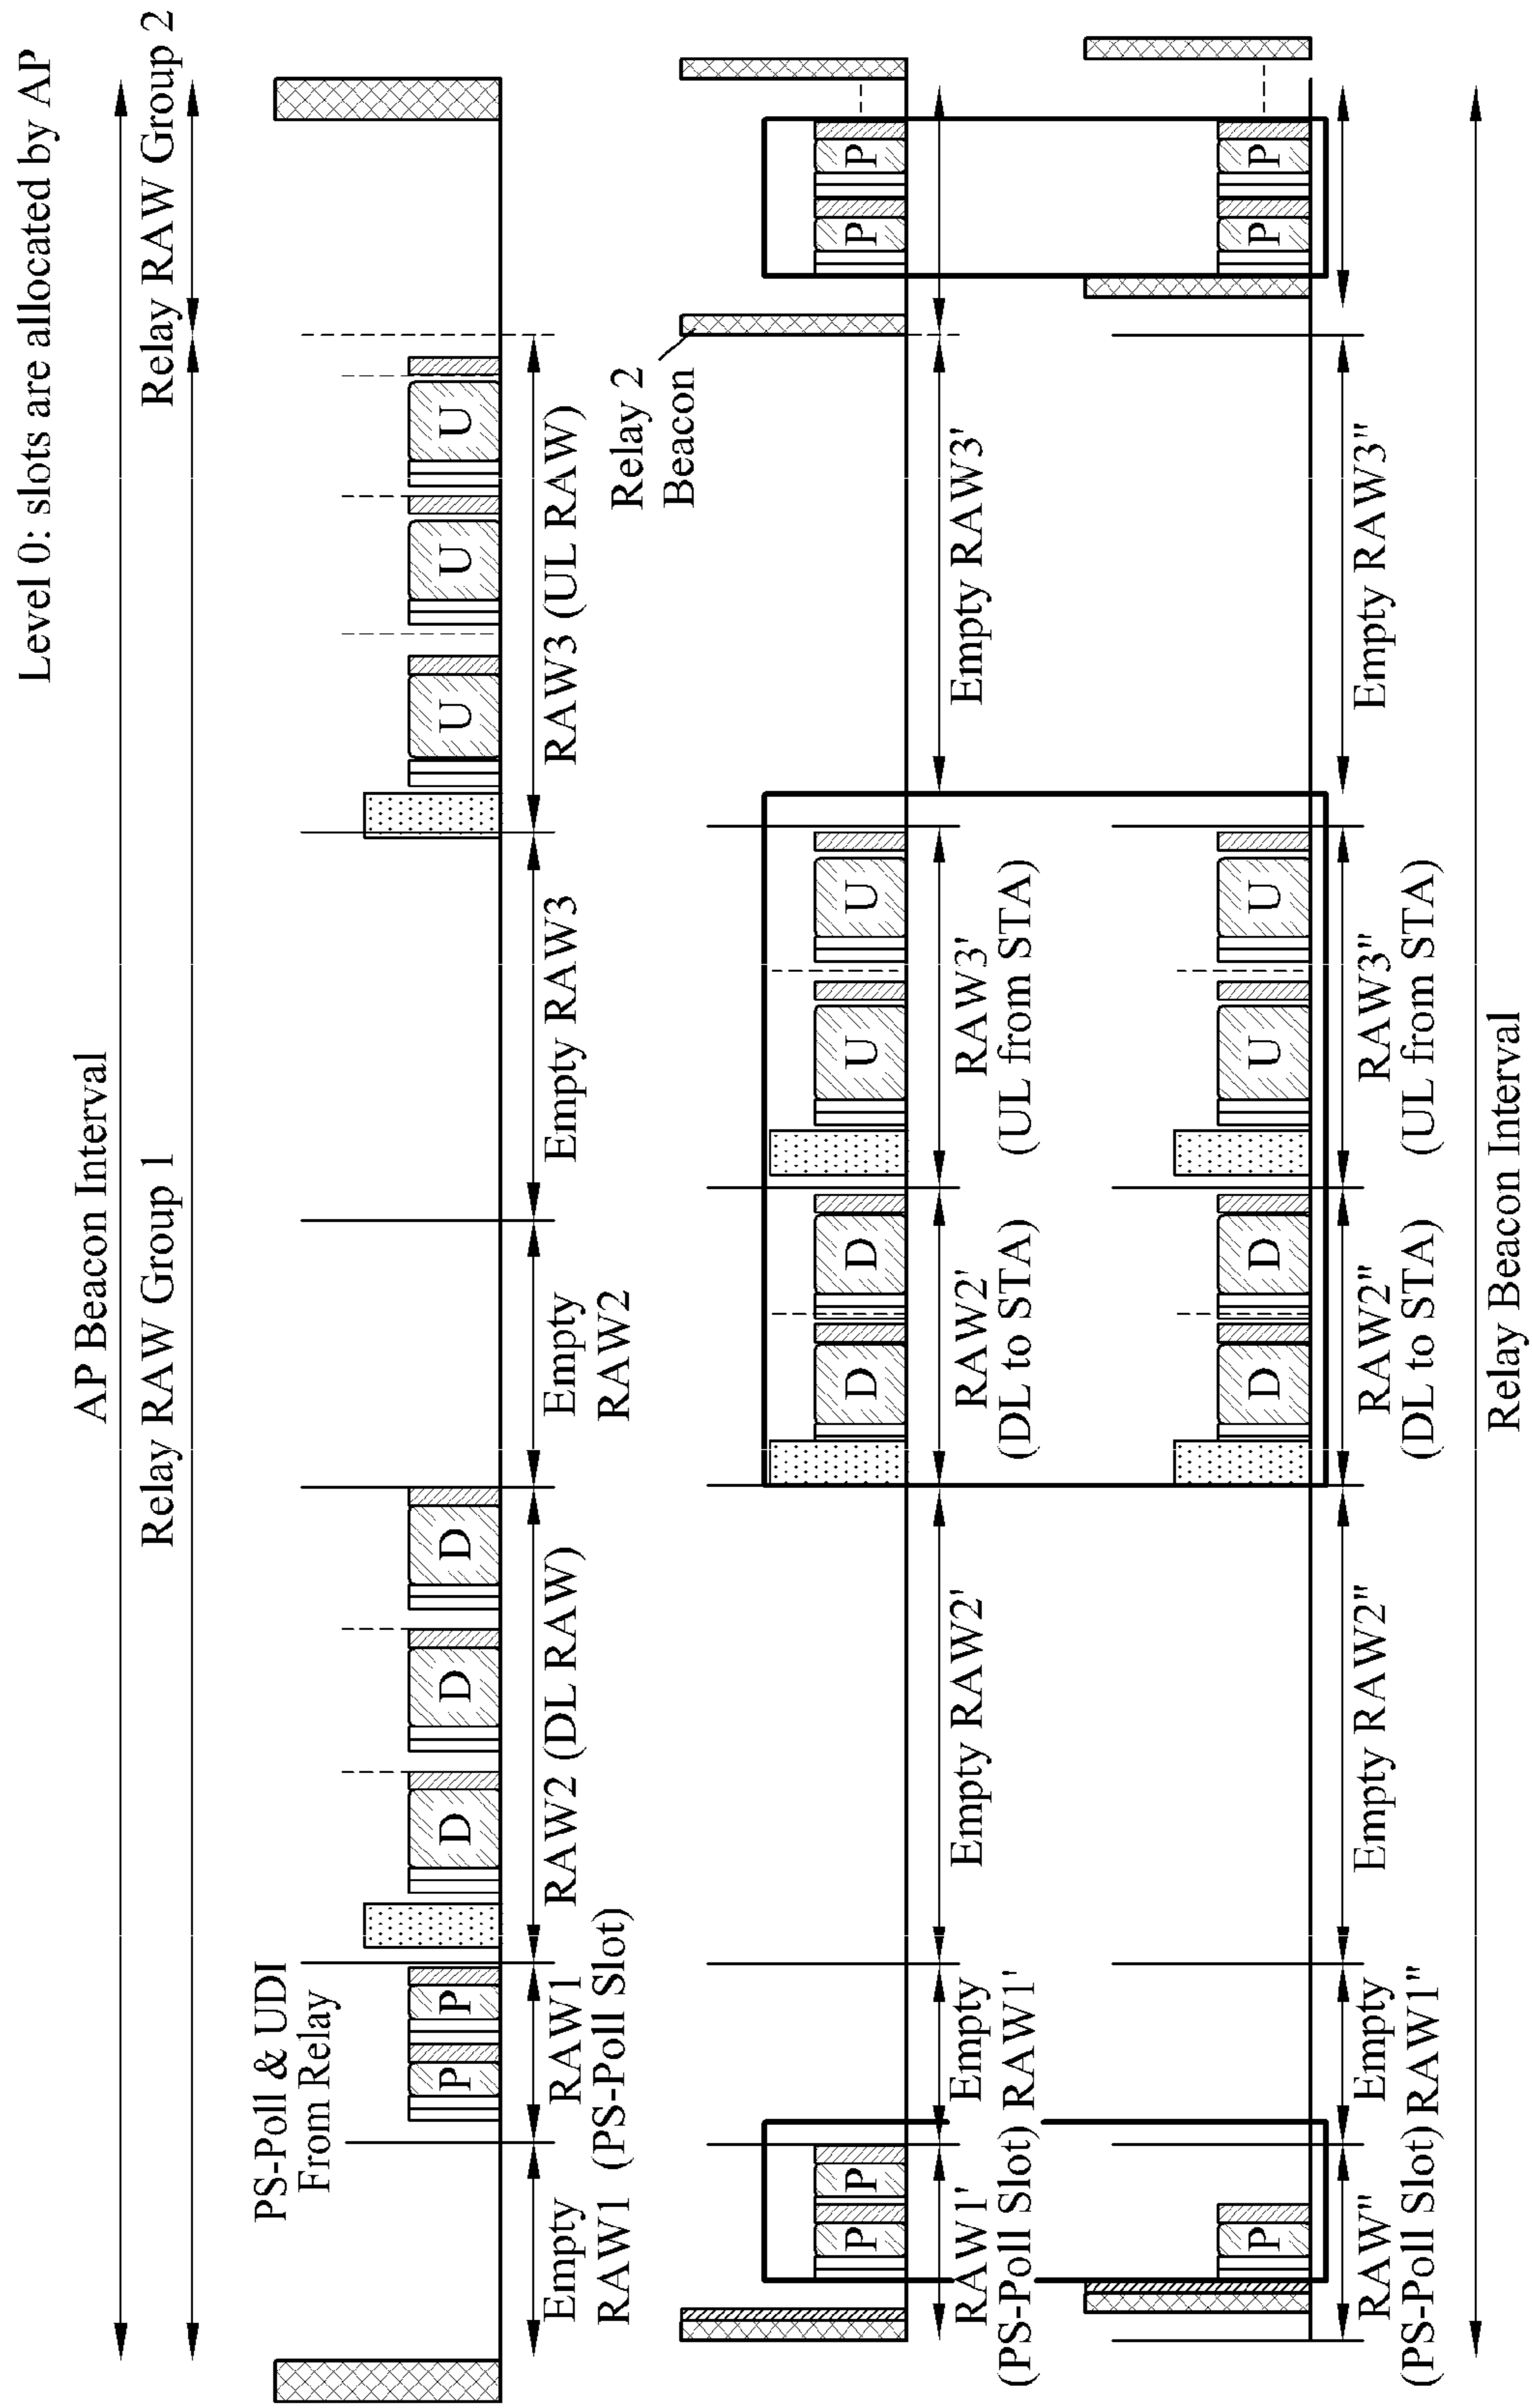 Level 0: slots are allocated by AP
AP Beacon Interval
Relay RAW Group 1
Relay RAW Group 2
PS-Poll & UDI
From Relay
P
P
D
D
D
U
U
U
Empty
RAW1
RAW1
(PS-Poll Slot)
RAW2 (DL RAW)
Empty
RAW2
Empty RAW3
RAW3 (UL RAW)
Relay 2
Beacon
P
P
D
D
U
U
P
P
RAW1'
(PS-Poll Slot)
Empty
RAW1'
Empty RAW2'
RAW2'
(DL to STA)
RAW3'
(UL from STA)
Empty RAW3'
P
D
D
U
U
P
P
RAW"
(PS-Poll Slot)
Empty
RAW1"
Empty RAW2"
RAW2"
(DL to STA)
RAW3"
(UL from STA)
Empty RAW3"
Relay Beacon Interval